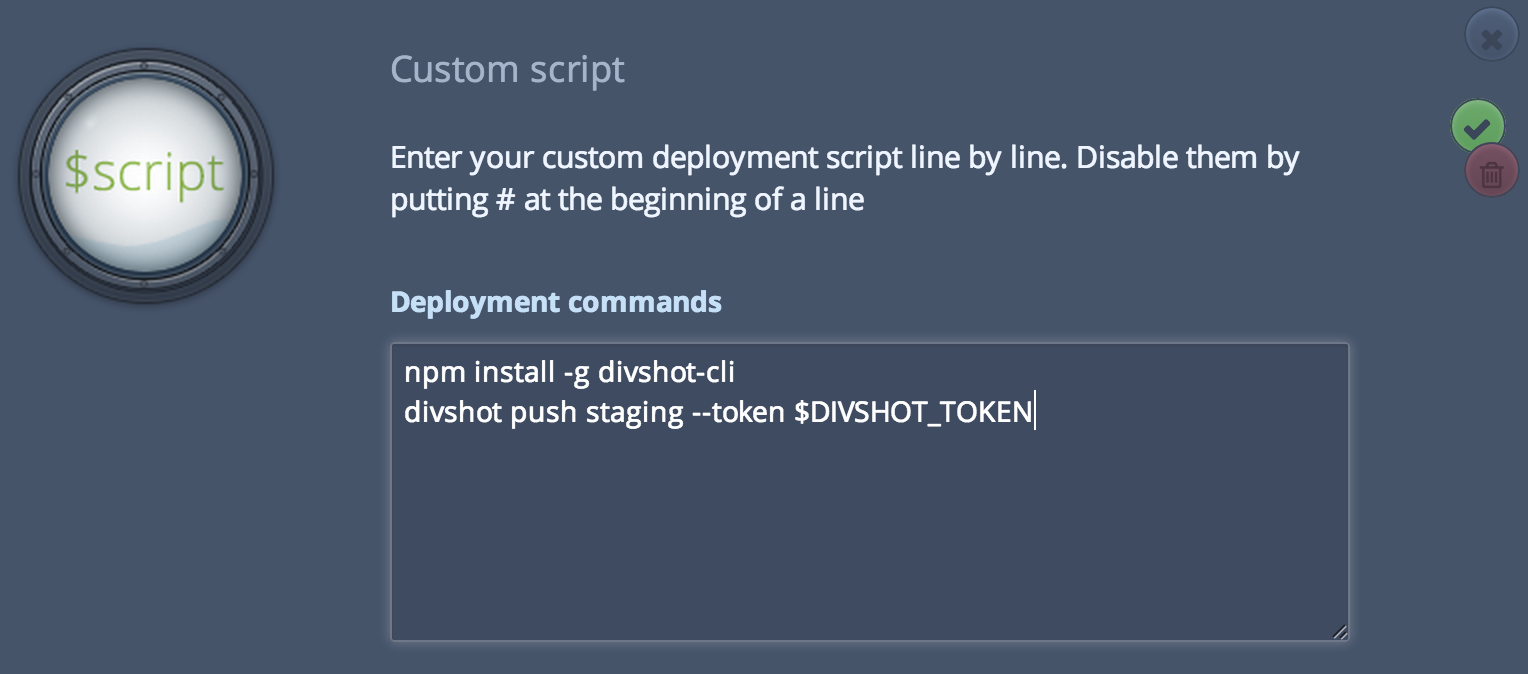 $script
Custom script
Enter your custom deployment script line by line. Disable them by
putting # at the beginning of a line
Deployment commands
npm install -g divshot-cli
divshot push staging --token $DIVSHOT_TOKEN